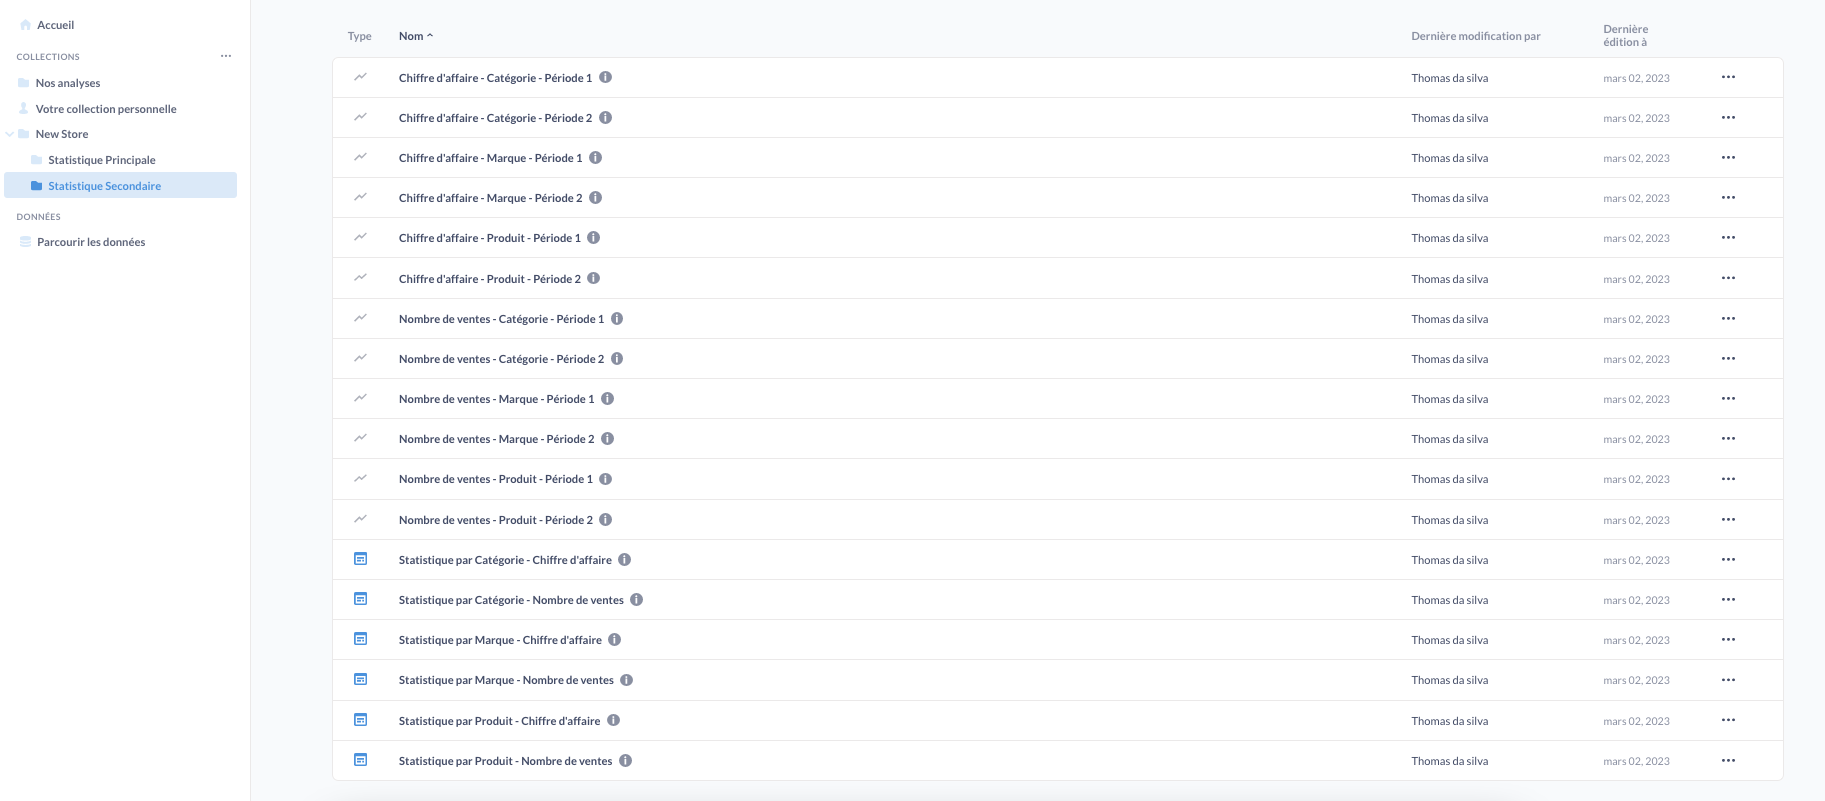 Accueil
COLLECTIONS
Nos analyses
Votre collection personnelle
New Store
Statistique Principale
Statistique Secondaire
DONNÉES
Parcourir les données
Type Nom Dernière modification par Dernière
édition à
Chiffre d'affaire - Catégorie - Période 1 Thomas da silva mars 02, 2023
Chiffre d'affaire - Catégorie - Période 2 Thomas da silva mars 02, 2023
Chiffre d'affaire - Marque - Période 1 Thomas da silva mars 02, 2023
Chiffre d'affaire - Marque - Période 2 Thomas da silva mars 02, 2023
Chiffre d'affaire - Produit - Période 1 Thomas da silva mars 02, 2023
Chiffre d'affaire - Produit - Période 2 Thomas da silva mars 02, 2023
Nombre de ventes - Catégorie - Période 1 Thomas da silva mars 02, 2023
Nombre de ventes - Catégorie - Période 2 Thomas da silva mars 02, 2023
Nombre de ventes - Marque - Période 1 Thomas da silva mars 02, 2023
Nombre de ventes - Marque - Période 2 Thomas da silva mars 02, 2023
Nombre de ventes - Produit - Période 1 Thomas da silva mars 02, 2023
Nombre de ventes - Produit - Période 2 Thomas da silva mars 02, 2023
Statistique par Catégorie - Chiffre d'affaire Thomas da silva mars 02, 2023
Statistique par Catégorie - Nombre de ventes Thomas da silva mars 02, 2023
Statistique par Marque - Chiffre d'affaire Thomas da silva mars 02, 2023
Statistique par Marque - Nombre de ventes Thomas da silva mars 02, 2023
Statistique par Produit - Chiffre d'affaire Thomas da silva mars 02, 2023
Statistique par Produit - Nombre de ventes Thomas da silva mars 02, 2023